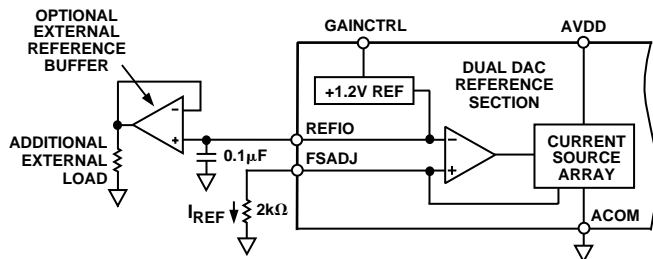 OPTIONAL
EXTERNAL
REFERENCE
BUFFER
GAINCTRL
AVDD
+1.2V REF
DUAL DAC
REFERENCE
SECTION
ADDITIONAL
EXTERNAL
LOAD
0.1µF
REFIO
FSADJ
CURRENT
SOURCE
ARRAY
IREF
2kΩ
ACOM
−
+
−
+